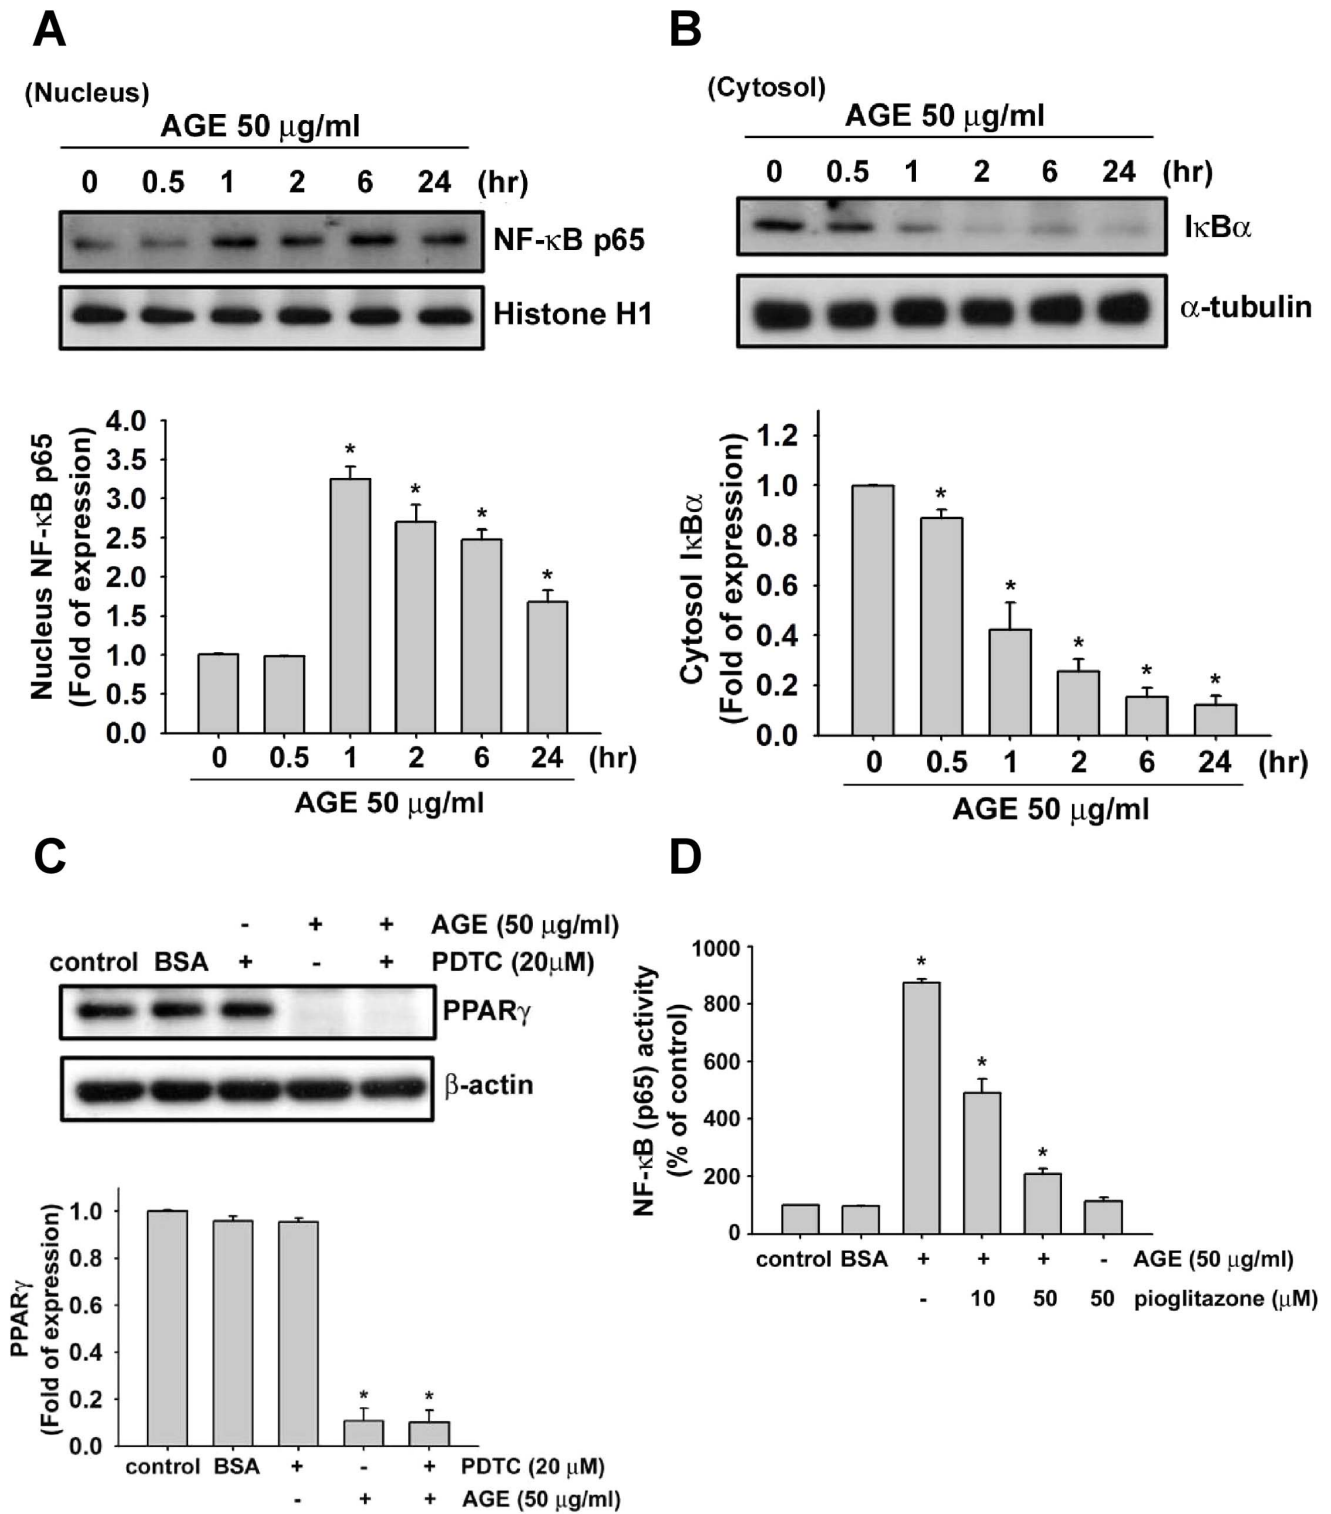 A
(Nucleus)
AGE 50 μg/ml
0 0.5 1 2 6 24 (hr)
NF-κB p65
Histone H1
Nucleus NF-κB p65
(Fold of expression)
4.0
3.5
3.0
2.5
2.0
1.5
1.0
0.5
0.0
* * * *
0 0.5 1 2 6 24 (hr)
AGE 50 μg/ml
B
(Cytosol)
AGE 50 μg/ml
0 0.5 1 2 6 24 (hr)
IκBα
α-tubulin
Cytosol IκBα
(Fold of expression)
1.2
1.0
0.8
0.6
0.4
0.2
0.0
* * * * *
0 0.5 1 2 6 24 (hr)
AGE 50 μg/ml
C
- + + AGE (50 μg/ml)
control BSA + - + PDTC (20μM)
PPARγ
β-actin
PPARγ
(Fold of expression)
1.0
0.8
0.6
0.4
0.2
0.0
* *
control BSA + - + PDTC (20 μM)
- + + AGE (50 μg/ml)
D
NF-κB (p65) activity
(% of control)
1000
800
600
400
200
0
* * *
control BSA + + + - AGE (50 μg/ml)
- 10 50 50 pioglitazone (μM)